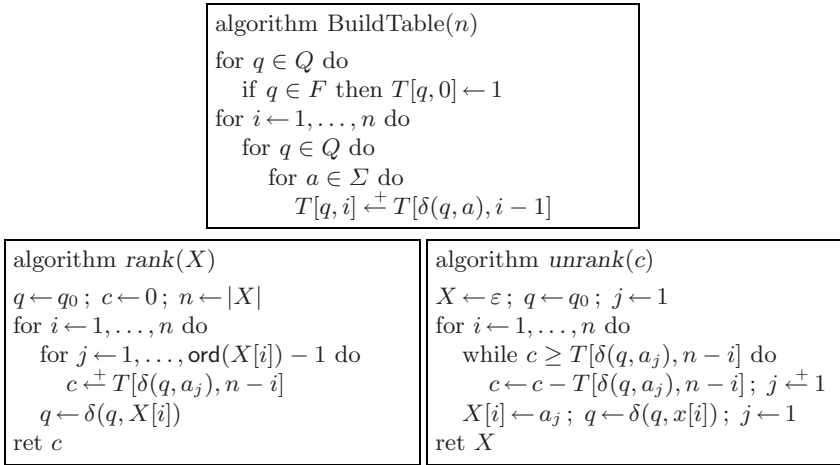 algorithm BuildTable(n)
for q ∈ Q do
if q ∈ F then T[q, 0] ← 1
for i ← 1, . . . , n do
for q ∈ Q do
for a ∈ Σ do
T[q, i] ←⁺ T[δ(q, a), i − 1]
algorithm rank(X)
q ← q₀ ; c ← 0 ; n ← |X|
for i ← 1, . . . , n do
for j ← 1, . . . , ord(X[i]) − 1 do
c ←⁺ T[δ(q, aⱼ), n − i]
q ← δ(q, X[i])
ret c
algorithm unrank(c)
X ← ε ; q ← q₀ ; j ← 1
for i ← 1, . . . , n do
while c ≥ T[δ(q, aⱼ), n − i] do
c ← c − T[δ(q, aⱼ), n − i] ; j ←⁺ 1
X[i] ← aⱼ ; q ← δ(q, x[i]) ; j ← 1
ret X